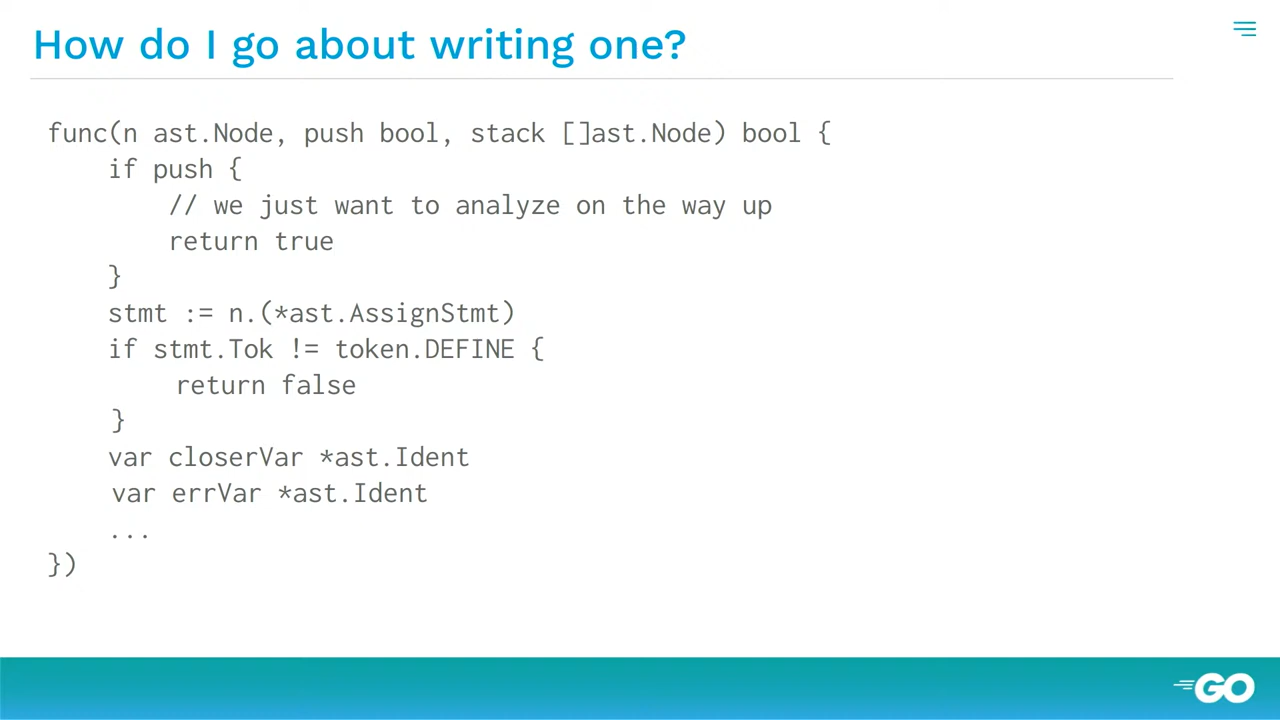 How do I go about writing one?
func(n ast.Node, push bool, stack []ast.Node) bool {
    if push {
        // we just want to analyze on the way up
        return true
    }
    stmt := n.(*ast.AssignStmt)
    if stmt.Tok != token.DEFINE {
        return false
    }
    var closerVar *ast.Ident
    var errVar *ast.Ident
    ...
})
GO